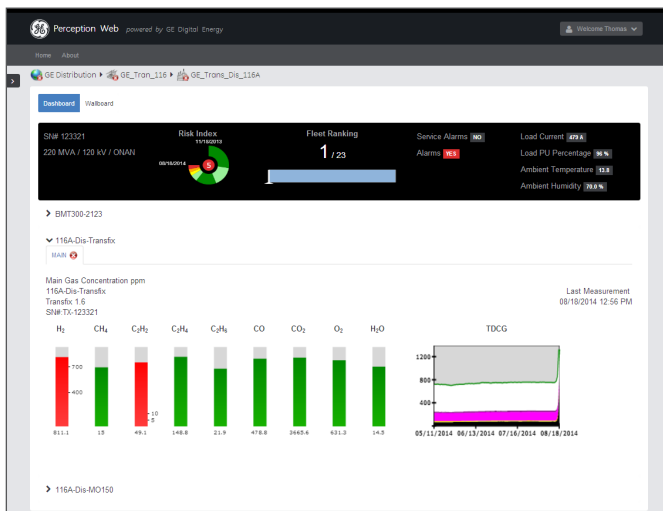 GE Perception Web powered by GE Digital Energy
Welcome Thomas
Home About
GE Distribution GE_Tran_116 GE_Trans_Dis_116A
Dashboard Wallboard
SN# 123321
220 MVA / 120 kV / ONAN
Risk Index
11/18/2013
08/18/2014
5
Fleet Ranking
1 / 23
Service Alarms NO
Alarms YES
Load Current 479 A
Load PU Percentage 96 %
Ambient Temperature 13.8
Ambient Humidity 70.0 %
BMT300-2123
116A-Dis-Transfix
MAIN
Main Gas Concentration ppm
116A-Dis-Transfix
Transfix 1.6
SN#:TX-123321
Last Measurement
08/18/2014 12:56 PM
H2 CH4 C2H2 C2H4 C2H6 CO CO2 O2 H2O TDCG
700
400
10
5
811.1 15 49.1 148.8 21.9 478.8 3665.6 631.3 14.5
1200
800
400
05/11/2014 06/13/2014 07/16/2014 08/18/2014
116A-Dis-MO150